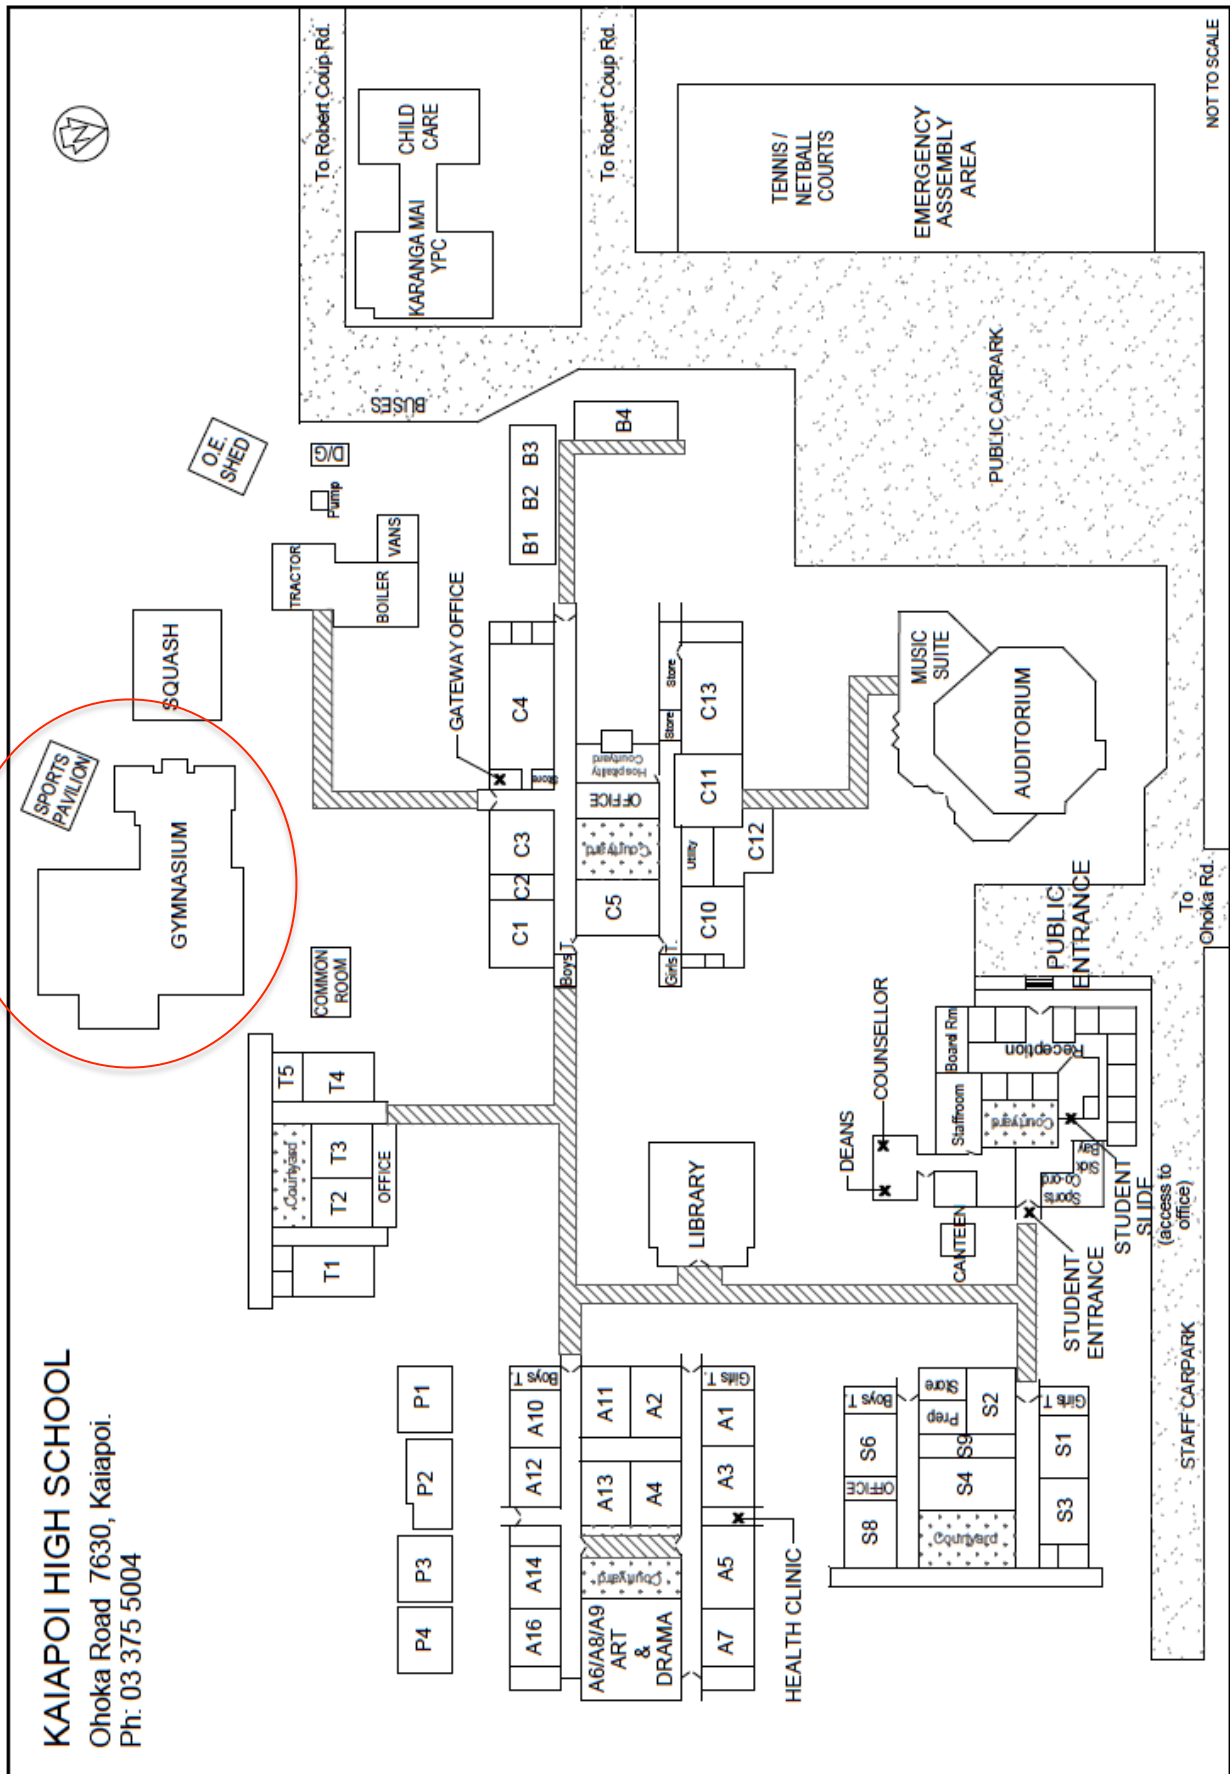 KAIAPOI HIGH SCHOOL
Ohoka Road  7630, Kaiapoi.
Ph: 03 375 5004
SPORTS
PAVILION
GYMNASIUM
SQUASH
O.E.
SHED
D/G
Pump
TRACTOR
BOILER
VANS
BUSES
To Robert Coup Rd.
KARANGA MAI
YPC
CHILD
CARE
To Robert Coup Rd.
COMMON
ROOM
T5
T4
Courtyard
T3
T2
OFFICE
T1
P4
P3
P2
P1
GATEWAY OFFICE
B1
B2
B3
B4
C1
C2
C3
Store
C4
Boys T.
C5
Courtyard
OFFICE
Hospitality
Courtyard
Girls T.
Store
Store
C10
Utility
C12
C11
C13
TENNIS /
NETBALL
COURTS
EMERGENCY
ASSEMBLY
AREA
PUBLIC CARPARK
MUSIC
SUITE
AUDITORIUM
LIBRARY
A16
A14
A12
A10
Boys T.
A6/A8/A9
ART
&
DRAMA
Courtyard
A13
A11
A4
A2
A7
A5
A3
A1
Girls T.
HEALTH CLINIC
S8
OFFICE
S6
Boys T.
Courtyard
S4
S9
Prep
Store
S2
S3
S1
Girls T.
DEANS
COUNSELLOR
CANTEEN
Staffroom
Board Rm
Courtyard
Reception
Sports
Co-ord
Sick
Bay
STUDENT
ENTRANCE
STUDENT
SLIDE
(access to
office)
PUBLIC
ENTRANCE
To
Ohoka Rd.
STAFF CARPARK
NOT TO SCALE